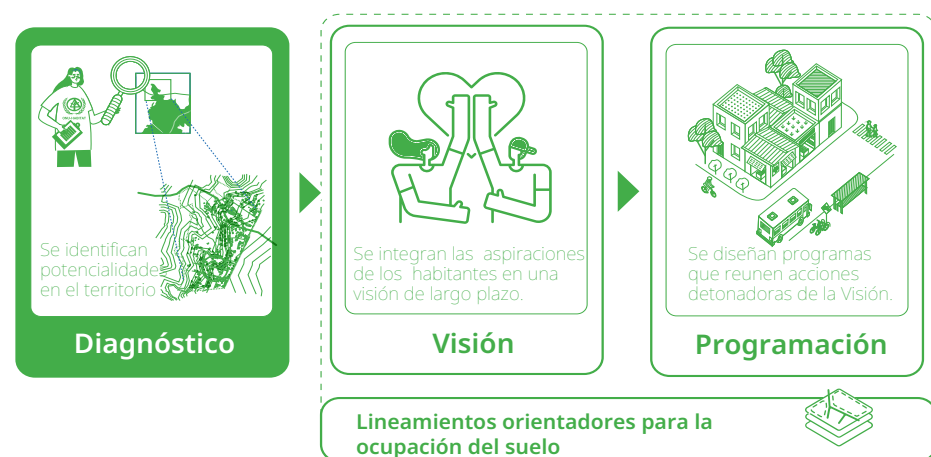 Se identifican
potencialidades
en el territorio
Diagnóstico
Se integran las aspiraciones
de los habitantes en una
visión de largo plazo.
Visión
Se diseñan programas
que reunen acciones
detonadoras de la Visión.
Programación
Lineamientos orientadores para la
ocupación del suelo